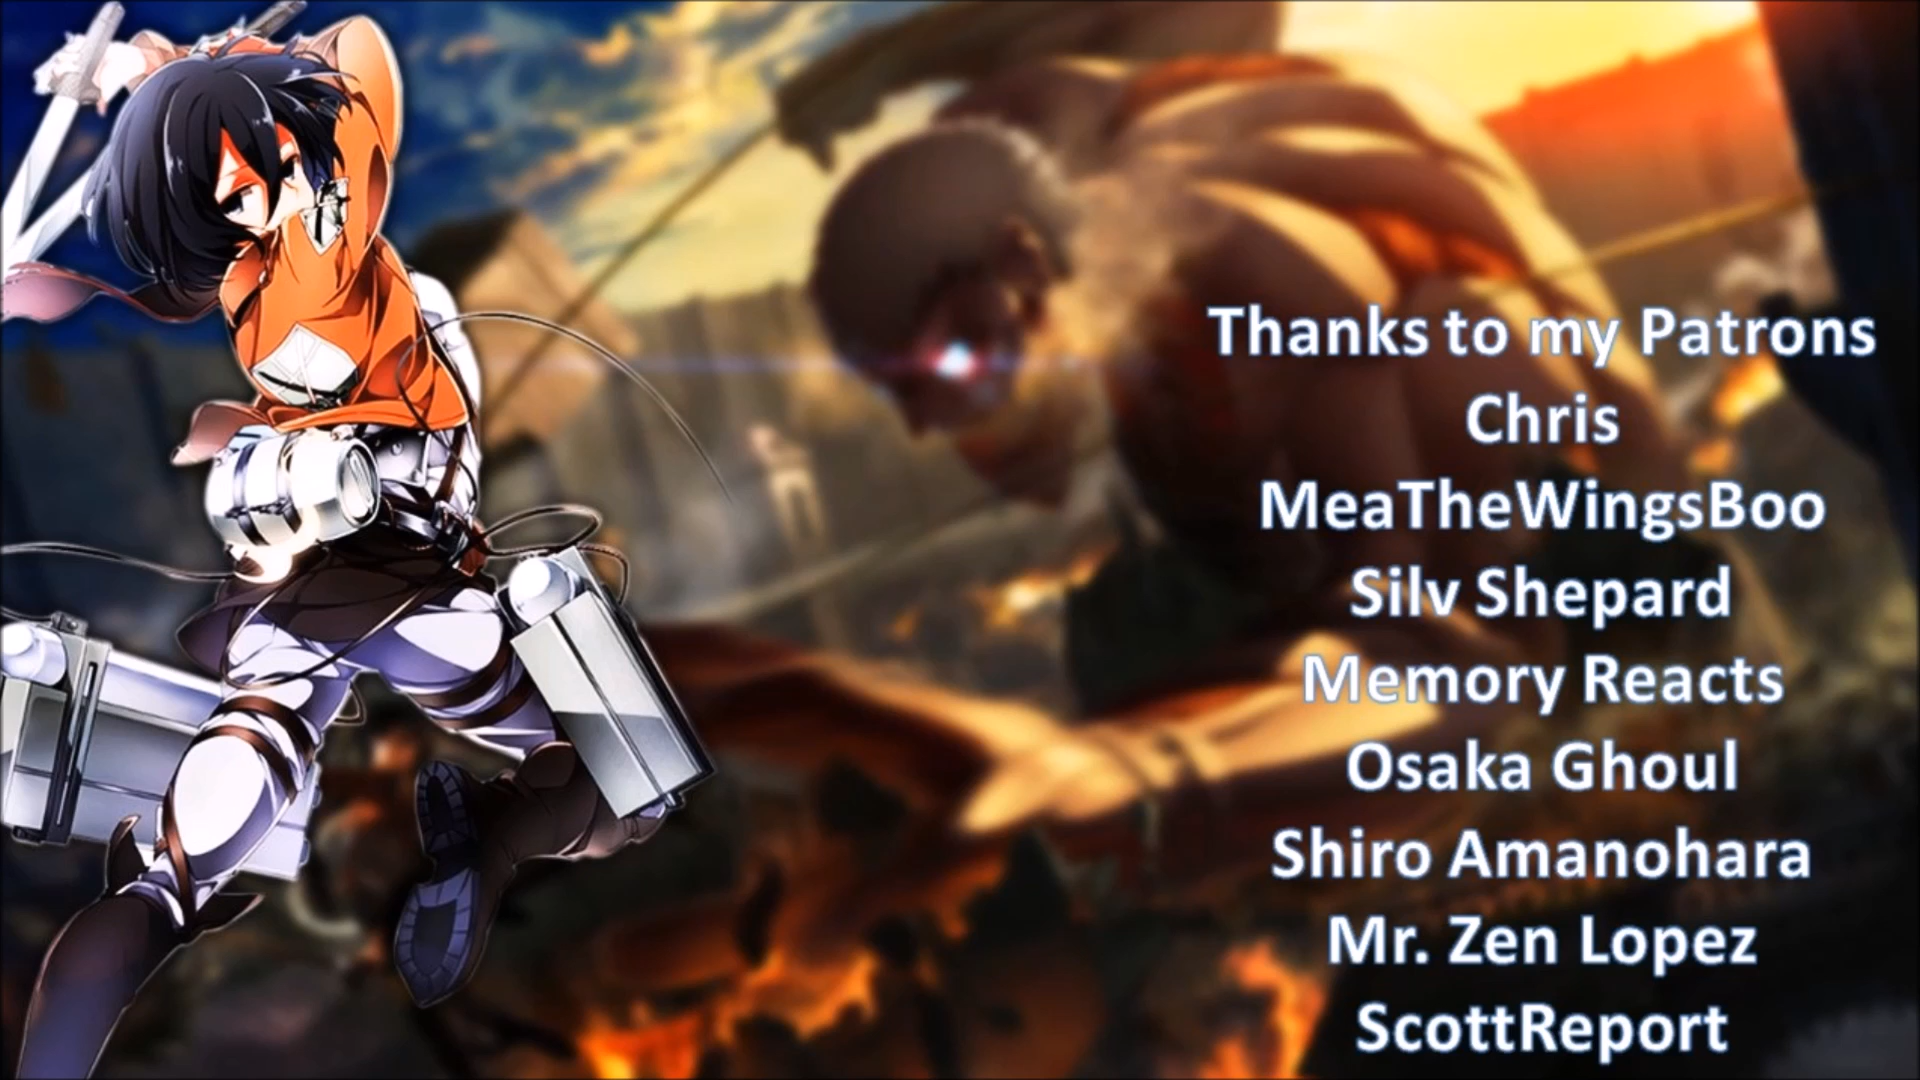 Thanks to my Patrons
Chris
MeaTheWingsBoo
Silv Shepard
Memory Reacts
Osaka Ghoul
Shiro Amanohara
Mr. Zen Lopez
ScottReport